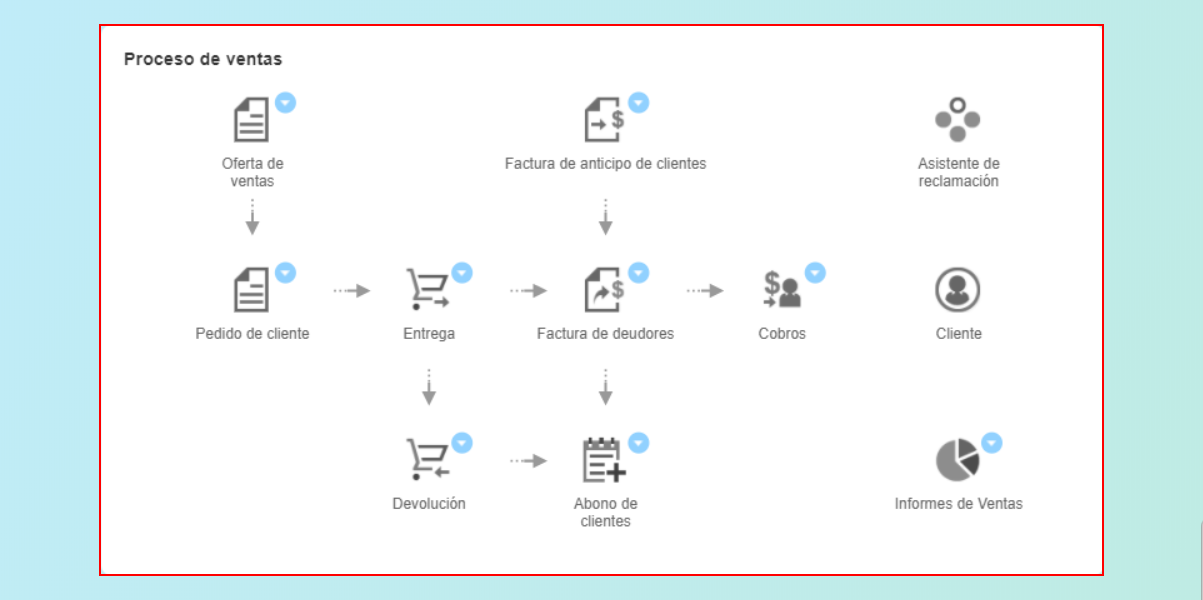 Proceso de ventas
Oferta de
ventas
Factura de anticipo de clientes
Asistente de
reclamación
Pedido de cliente
Entrega
Factura de deudores
Cobros
Cliente
Devolución
Abono de
clientes
Informes de Ventas